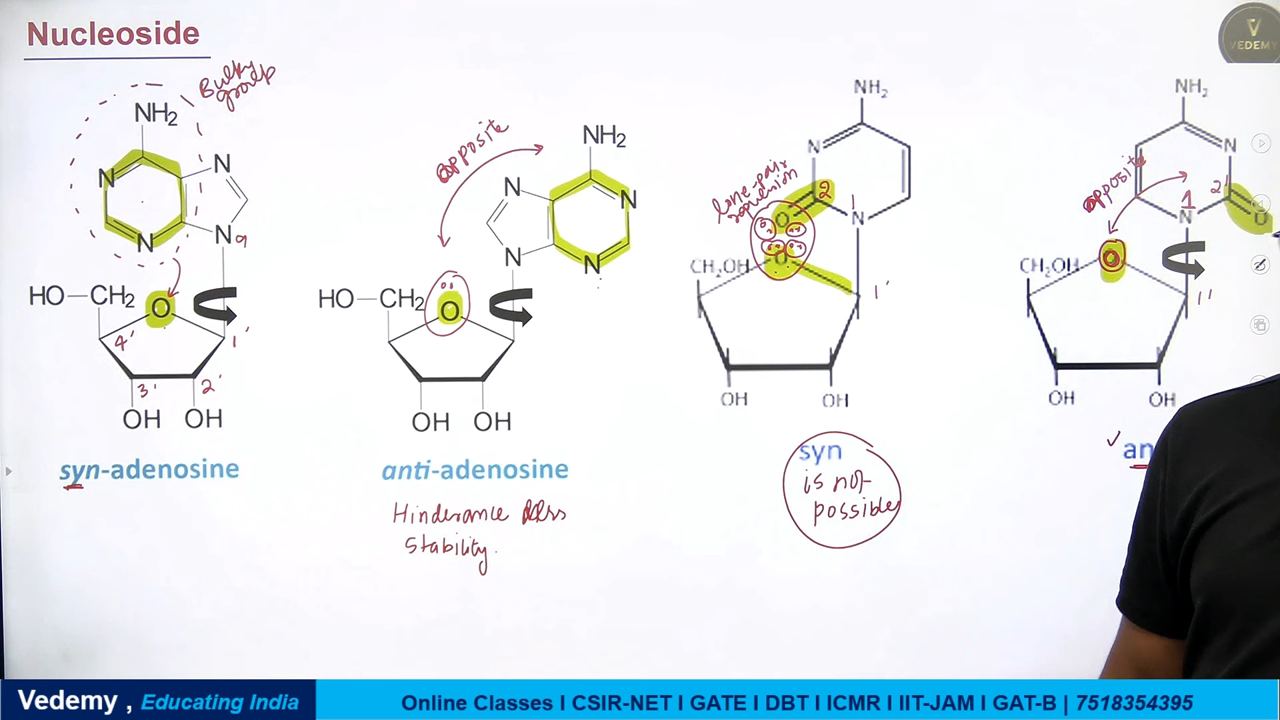 Nucleoside
VEDEMY
Bulky
group
NH2
N
N
N
N
9
HO
CH2
O
4'
1'
3'
2'
OH
OH
syn-adenosine
opposite
NH2
N
N
N
N
HO
CH2
O
OH
OH
anti-adenosine
Hinderance less
Stability.
lone-pair
repulsion
NH2
N
2
1
O
N
O
CH2OH
1'
OH
OH
syn
is not
possible
opposite
NH2
N
2
1
N
O
O
CH2OH
1'
OH
OH
an
Vedemy , Educating India
Online Classes I CSIR-NET I GATE I DBT I ICMR I IIT-JAM I GAT-B | 7518354395